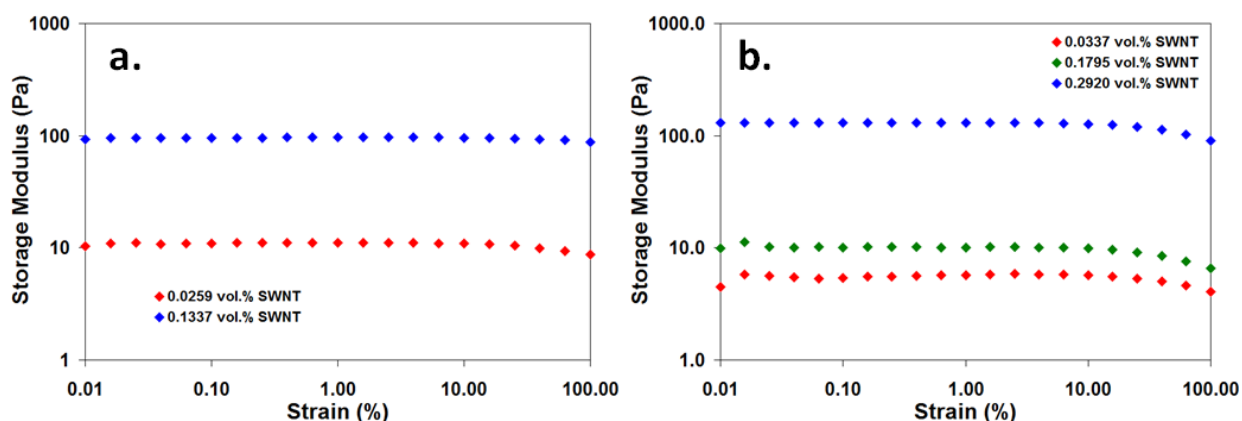 a.
Storage Modulus (Pa)
1000
100
10
1
0.0259 vol.% SWNT
0.1337 vol.% SWNT
0.01 0.10 1.00 10.00 100.00
Strain (%)
b.
Storage Modulus (Pa)
1000.0
100.0
10.0
1.0
0.0337 vol.% SWNT
0.1795 vol.% SWNT
0.2920 vol.% SWNT
0.01 0.10 1.00 10.00 100.00
Strain (%)